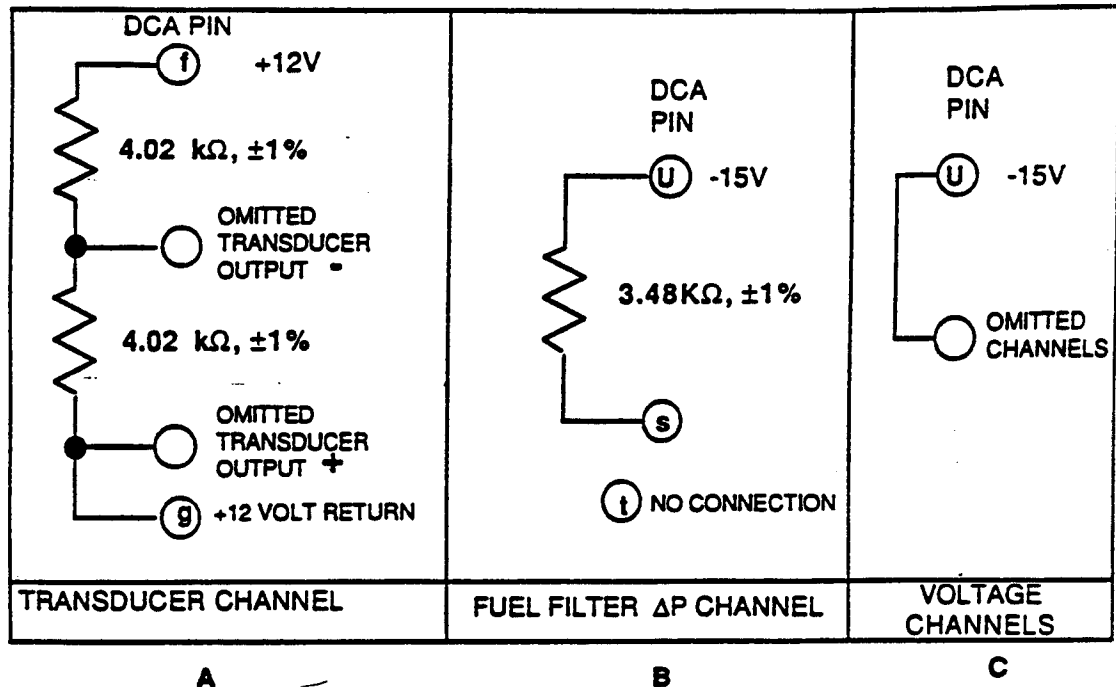 DCA PIN
f +12V
4.02 kΩ, ±1%
OMITTED
TRANSDUCER
OUTPUT -
4.02 kΩ, ±1%
OMITTED
TRANSDUCER
OUTPUT +
g +12 VOLT RETURN
TRANSDUCER CHANNEL
A
DCA
PIN
U -15V
3.48KΩ, ±1%
s
t NO CONNECTION
FUEL FILTER ΔP CHANNEL
B
DCA
PIN
U -15V
OMITTED
CHANNELS
VOLTAGE
CHANNELS
C